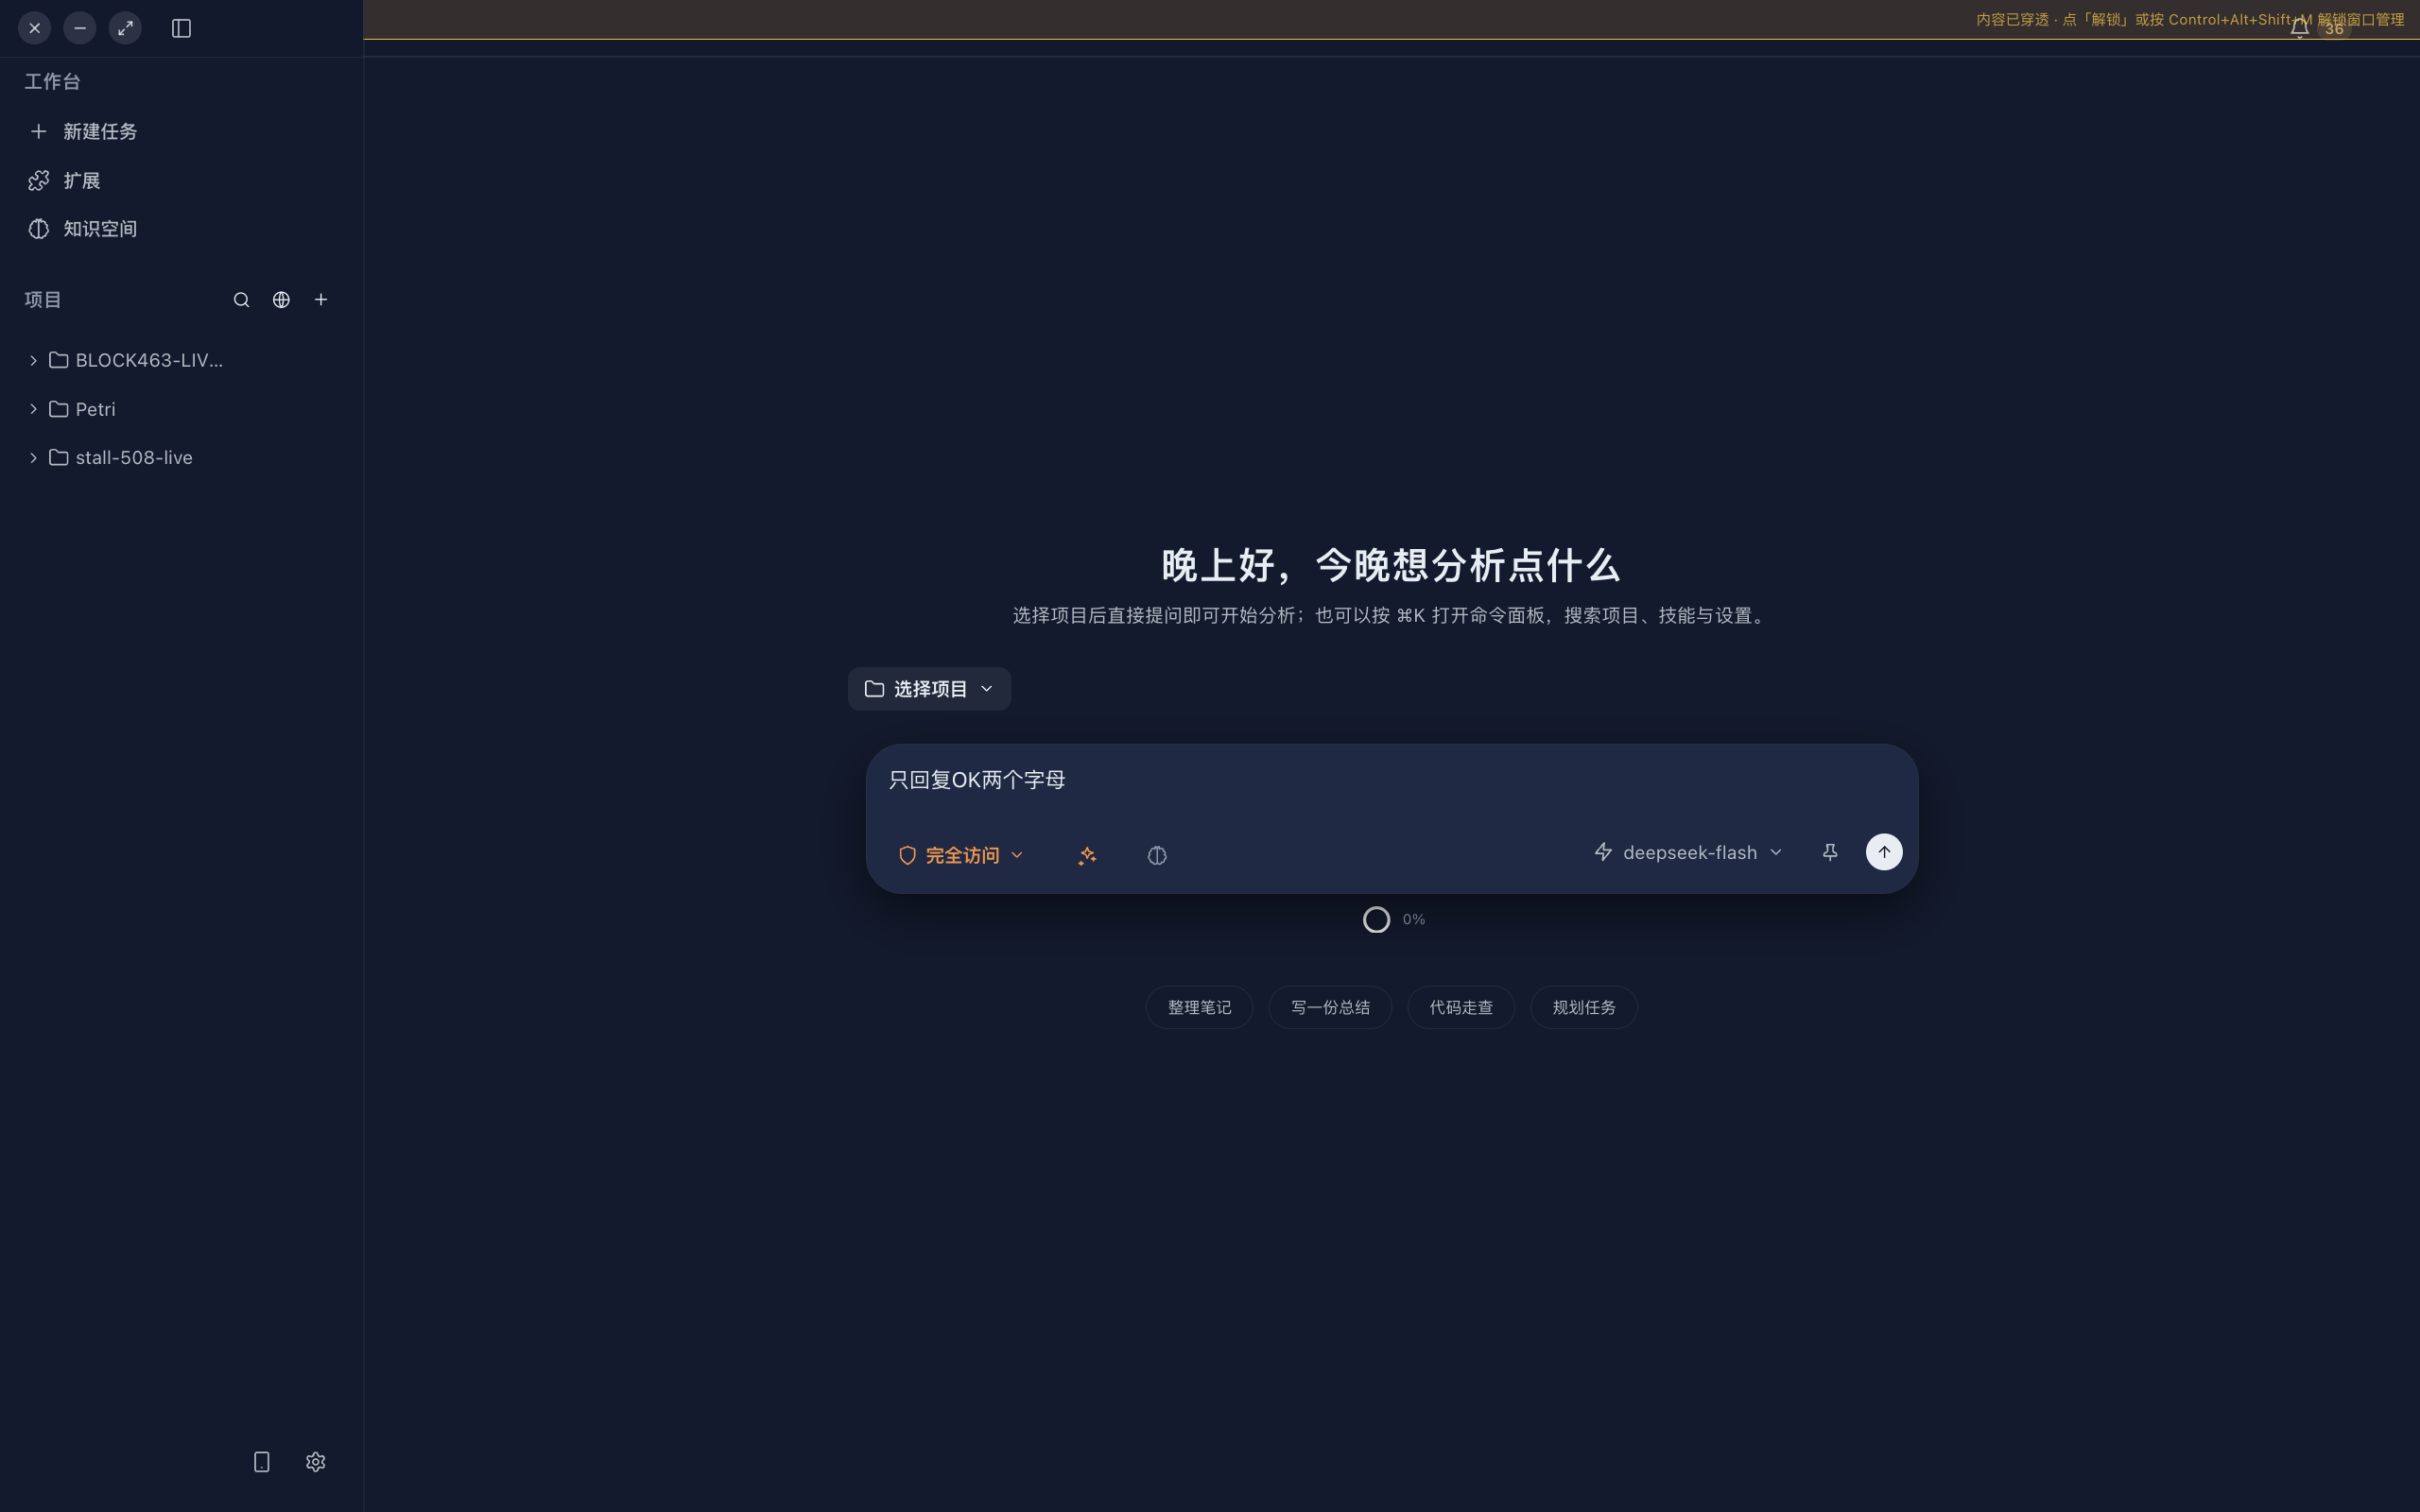 内容已穿透 · 点「解锁」或按 Control+Alt+Shift+M 解锁窗口管理
36
工作台
新建任务
扩展
知识空间
项目
BLOCK463-LIV...
Petri
stall-508-live
晚上好，今晚想分析点什么
选择项目后直接提问即可开始分析；也可以按 ⌘K 打开命令面板，搜索项目、技能与设置。
选择项目
只回复OK两个字母
完全访问
deepseek-flash
0%
整理笔记 写一份总结 代码走查 规划任务